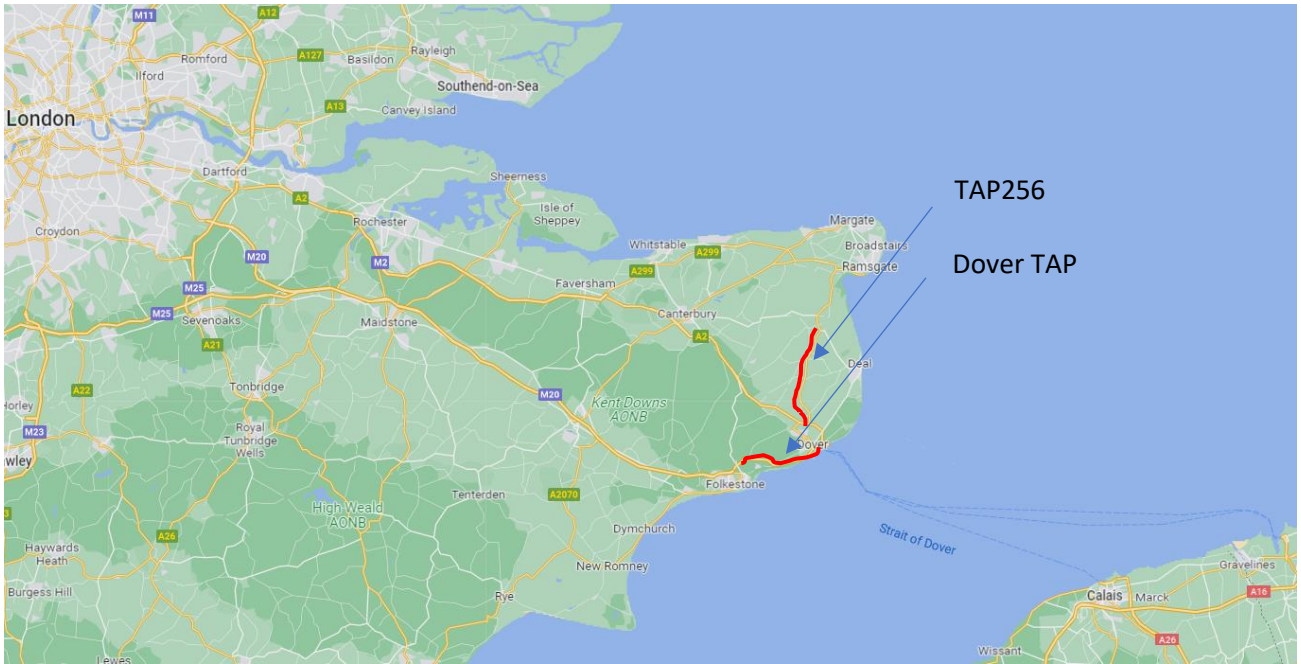 M11
A12
Romford
Ilford
A127
Basildon
Rayleigh
Southend-on-Sea
A13
Canvey Island
London
Dartford
A2
Sheerness
Rochester
Isle of
Sheppey
Croydon
M20
M2
Whitstable
A299
A299
Margate
Broadstairs
Ramsgate
TAP256
Dover TAP
Faversham
M25
M25
Sevenoaks
Maidstone
Canterbury
A2
A21
Deal
A22
Tonbridge
M20
Kent Downs
AONB
Horley
M23
Royal
Tunbridge
Wells
Dover
wley
Folkestone
Tenterden
A2070
High Weald
AONB
Dymchurch
Strait of Dover
A26
Haywards
Heath
New Romney
Gravelines
Burgess Hill
Rye
Calais
Marck
A16
A26
Wissant
Lewes